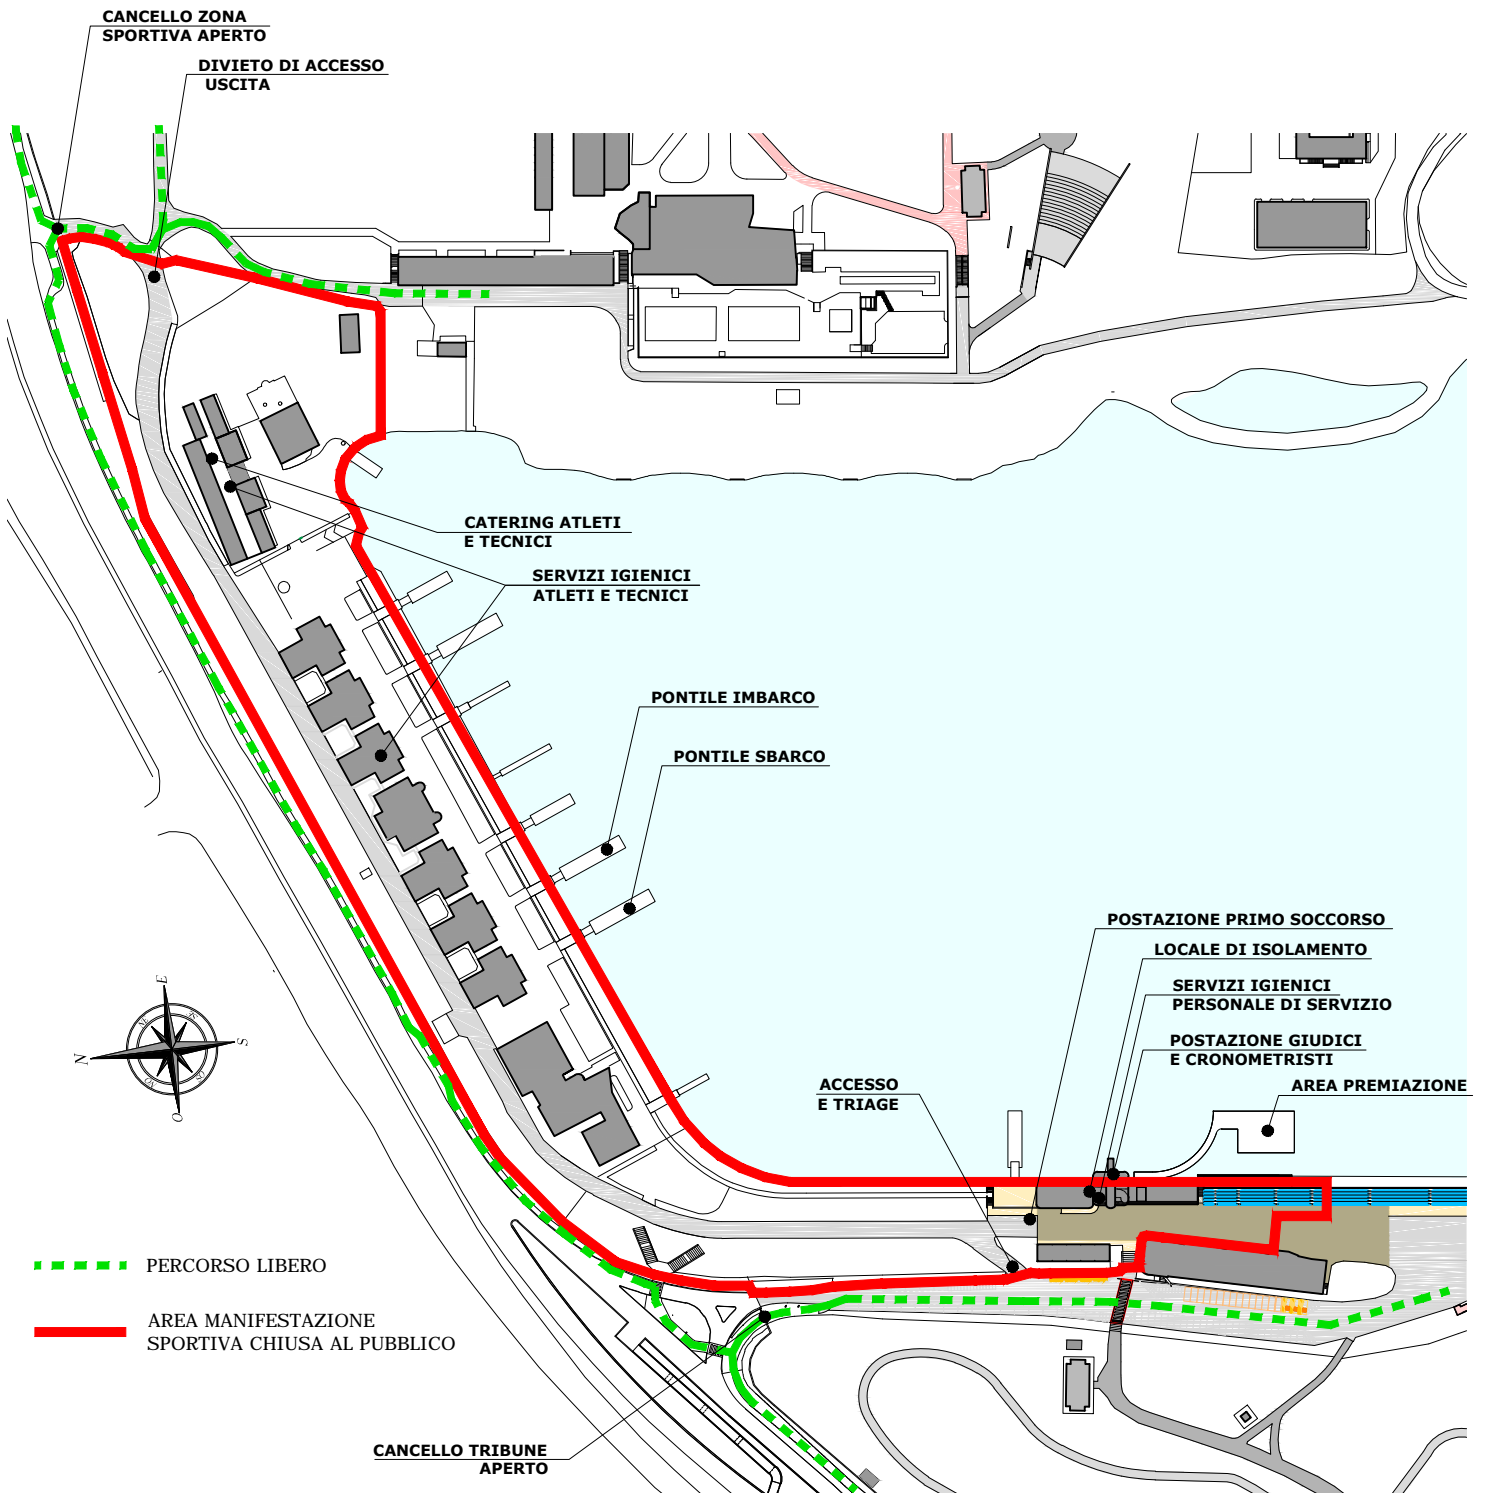 CANCELLO ZONA
SPORTIVA APERTO
DIVIETO DI ACCESSO
USCITA
CATERING ATLETI
E TECNICI
SERVIZI IGIENICI
ATLETI E TECNICI
PONTILE IMBARCO
PONTILE SBARCO
POSTAZIONE PRIMO SOCCORSO
LOCALE DI ISOLAMENTO
SERVIZI IGIENICI
PERSONALE DI SERVIZIO
POSTAZIONE GIUDICI
E CRONOMETRISTI
AREA PREMIAZIONE
ACCESSO
E TRIAGE
E
S
N
O
PERCORSO LIBERO
AREA MANIFESTAZIONE
SPORTIVA CHIUSA AL PUBBLICO
CANCELLO TRIBUNE
APERTO